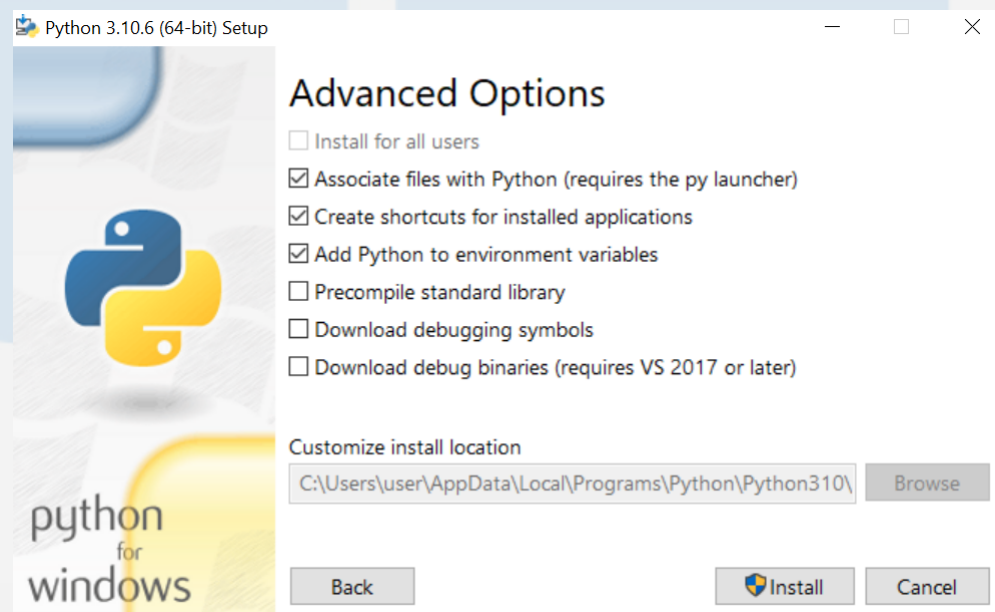 Python 3.10.6 (64-bit) Setup
Advanced Options
Install for all users
Associate files with Python (requires the py launcher)
Create shortcuts for installed applications
Add Python to environment variables
Precompile standard library
Download debugging symbols
Download debug binaries (requires VS 2017 or later)
Customize install location
C:\Users\user\AppData\Local\Programs\Python\Python310\
Browse
python
for
windows
Back
Install
Cancel